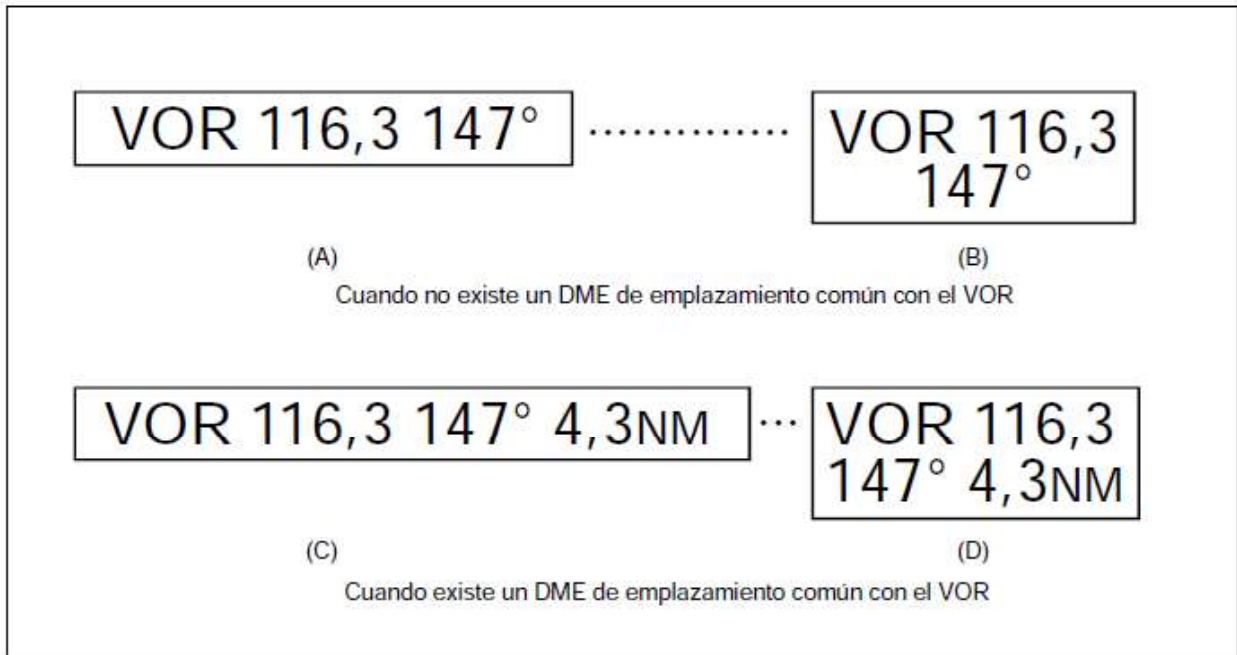 VOR 116,3 147° .............. VOR 116,3
147°
(A) (B)
Cuando no existe un DME de emplazamiento común con el VOR
VOR 116,3 147° 4,3NM ... VOR 116,3
147° 4,3NM
(C) (D)
Cuando existe un DME de emplazamiento común con el VOR